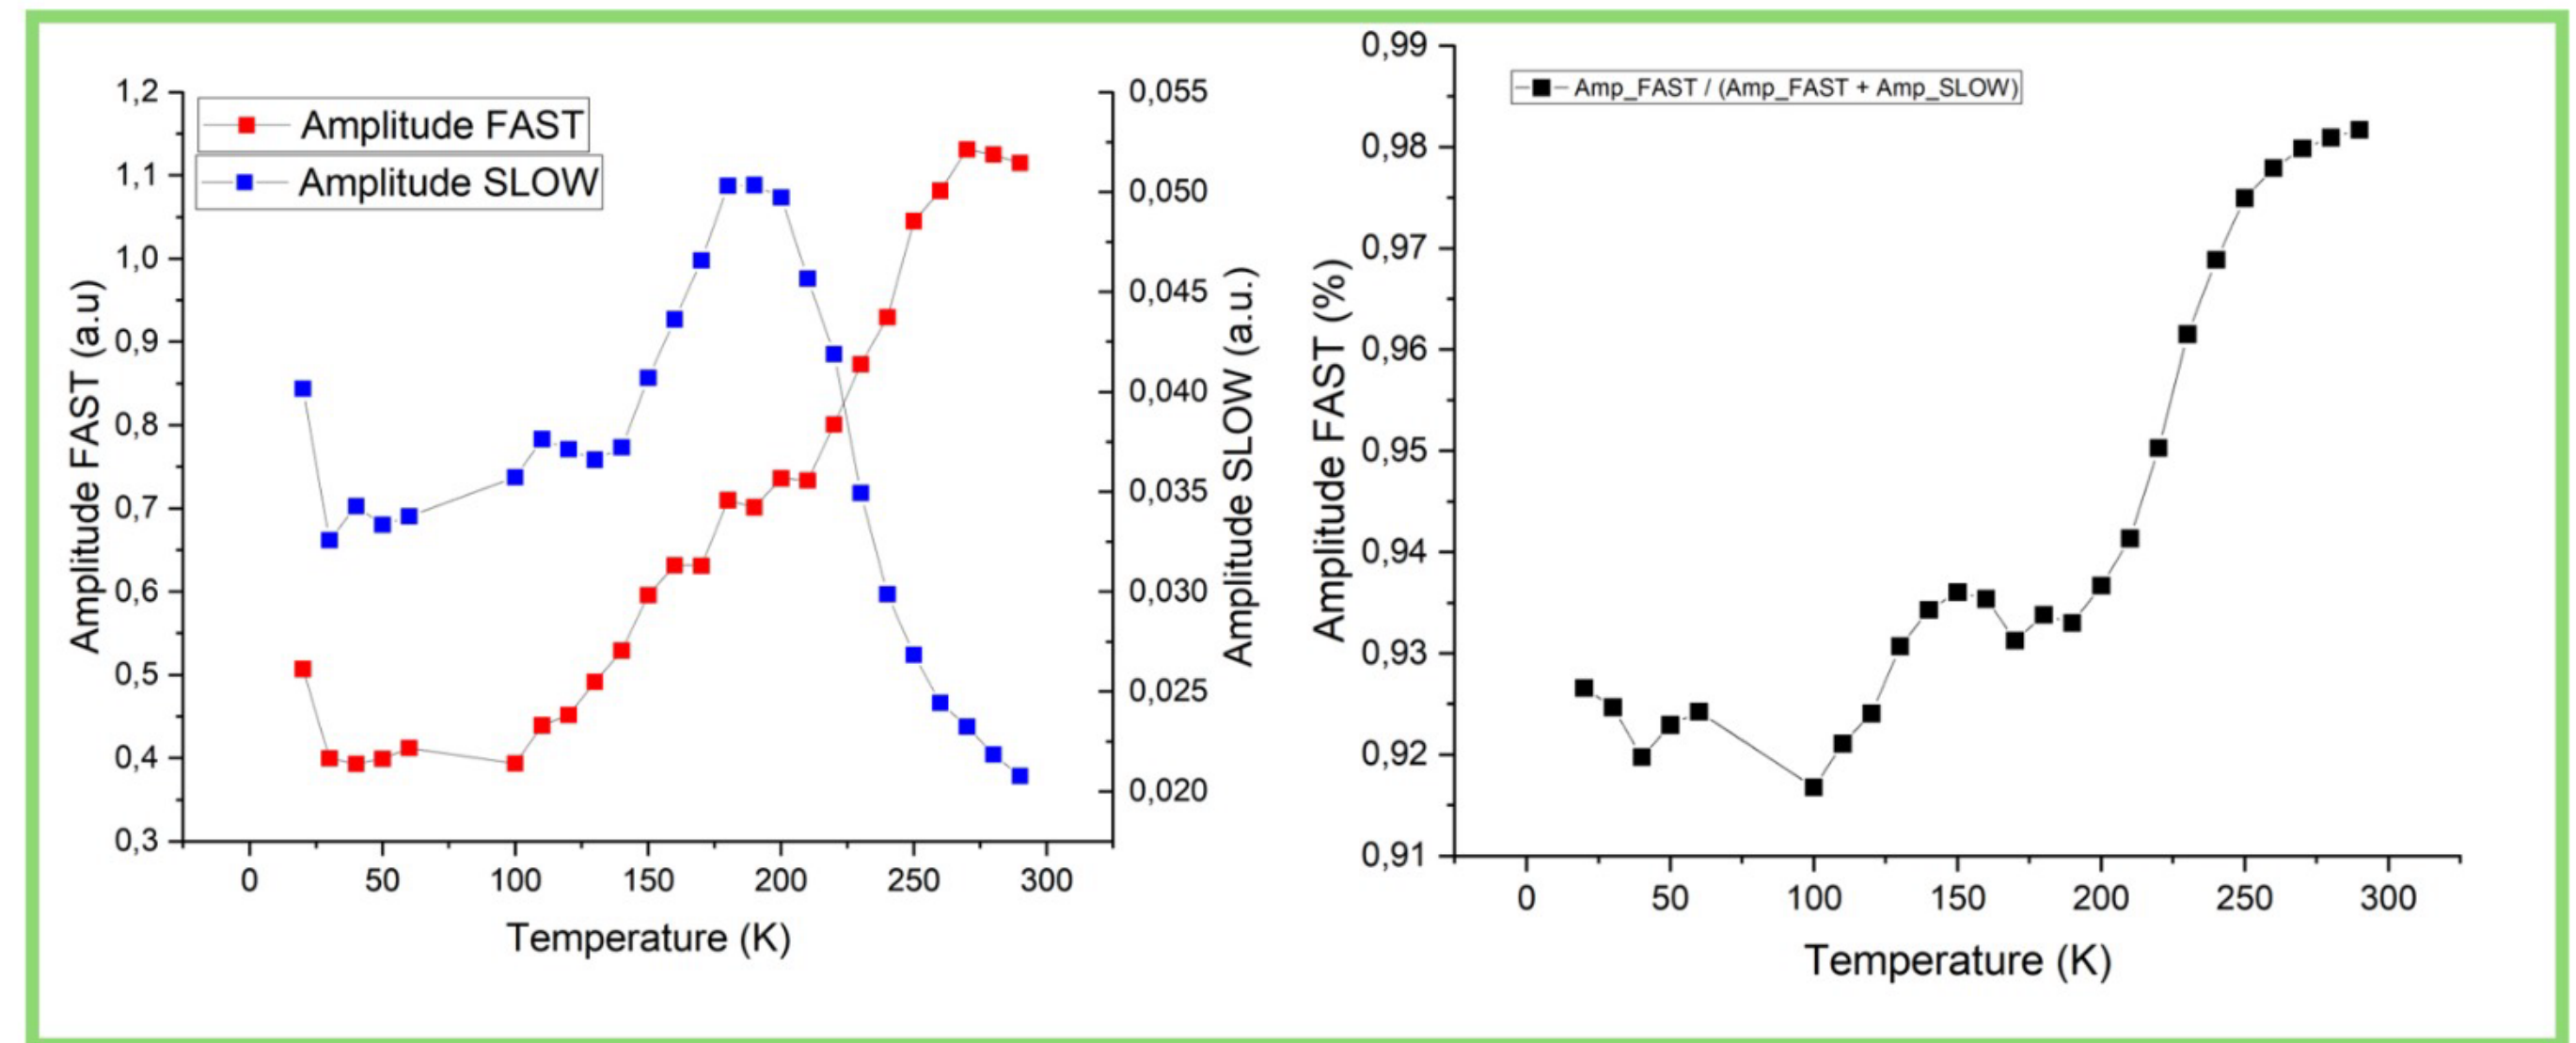 Amplitude FAST
Amplitude SLOW
Amplitude FAST (a.u)
1,2
1,1
1,0
0,9
0,8
0,7
0,6
0,5
0,4
0,3
0 50 100 150 200 250 300
Temperature (K)
0,055
0,050
0,045
0,040
0,035
0,030
0,025
0,020
Amplitude SLOW (a.u.)
Amp_FAST / (Amp_FAST + Amp_SLOW)
Amplitude FAST (%)
0,99
0,98
0,97
0,96
0,95
0,94
0,93
0,92
0,91
0 50 100 150 200 250 300
Temperature (K)